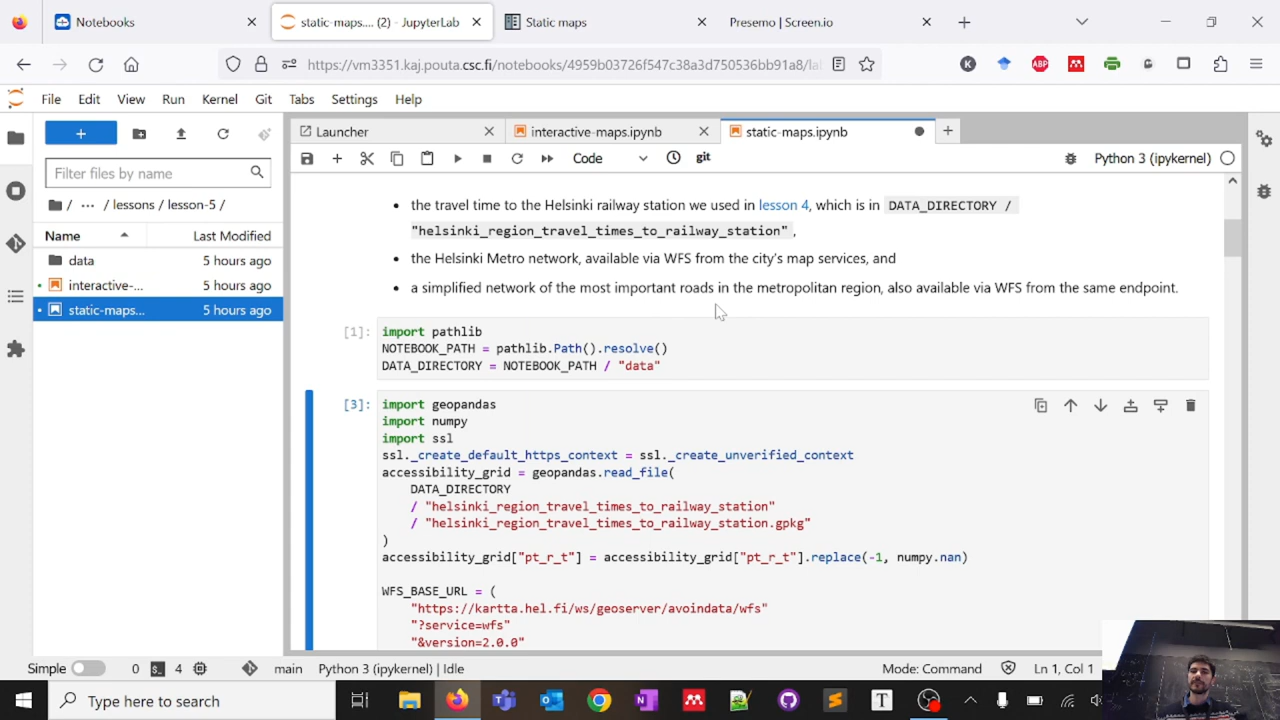 Notebooks
static-maps.... (2) - JupyterLab
Static maps
Presemo | Screen.io
https://vm3351.kaj.pouta.csc.fi/notebooks/4959b03726f547c38a3d750536bb91a8/la
File Edit View Run Kernel Git Tabs Settings Help
Launcher
interactive-maps.ipynb
static-maps.ipynb
Code
git
Python 3 (ipykernel)
Filter files by name
/ ··· / lessons / lesson-5 /
Name Last Modified
data 5 hours ago
interactive-... 5 hours ago
static-maps... 5 hours ago
• the travel time to the Helsinki railway station we used in lesson 4, which is in DATA_DIRECTORY /
"helsinki_region_travel_times_to_railway_station" ,
• the Helsinki Metro network, available via WFS from the city's map services, and
• a simplified network of the most important roads in the metropolitan region, also available via WFS from the same endpoint.
[1]: import pathlib
NOTEBOOK_PATH = pathlib.Path().resolve()
DATA_DIRECTORY = NOTEBOOK_PATH / "data"
[3]: import geopandas
import numpy
import ssl
ssl._create_default_https_context = ssl._create_unverified_context
accessibility_grid = geopandas.read_file(
DATA_DIRECTORY
/ "helsinki_region_travel_times_to_railway_station"
/ "helsinki_region_travel_times_to_railway_station.gpkg"
)
accessibility_grid["pt_r_t"] = accessibility_grid["pt_r_t"].replace(-1, numpy.nan)
WFS_BASE_URL = (
"https://kartta.hel.fi/ws/geoserver/avoindata/wfs"
"?service=wfs"
"&version=2.0.0"
Simple 0 4 main Python 3 (ipykernel) | Idle Mode: Command Ln 1, Col 1
Type here to search